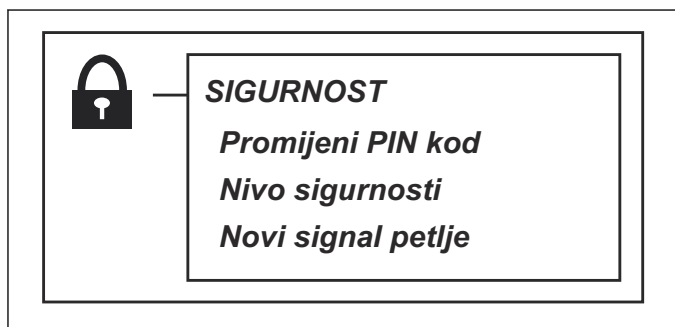 SIGURNOST
Promijeni PIN kod
Nivo sigurnosti
Novi signal petlje